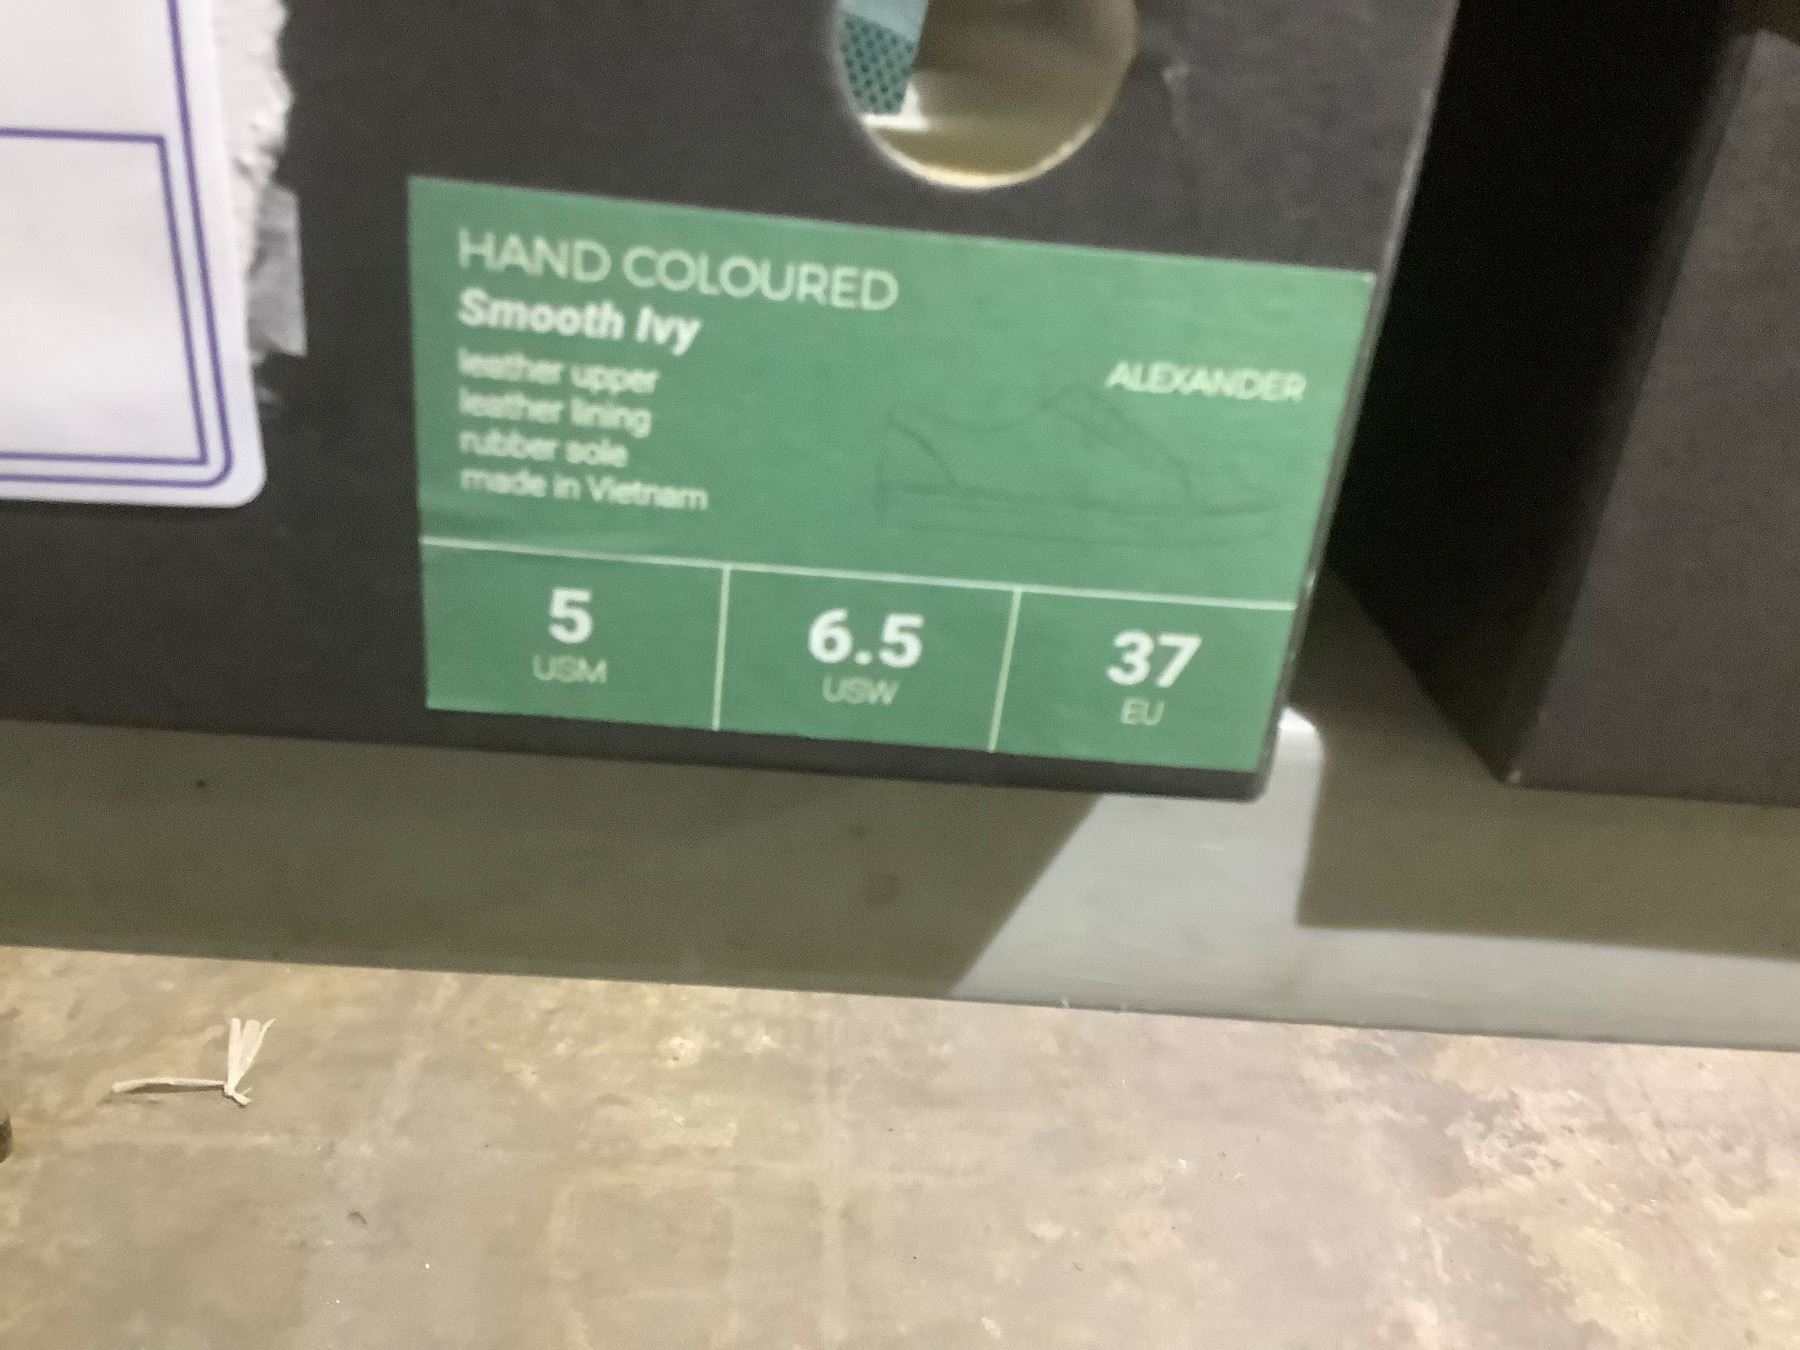 HAND COLOURED
Smooth Ivy
leather upper
leather lining
rubber sole
made in Vietnam
ALEXANDER
5
USM
6.5
USW
37
EU